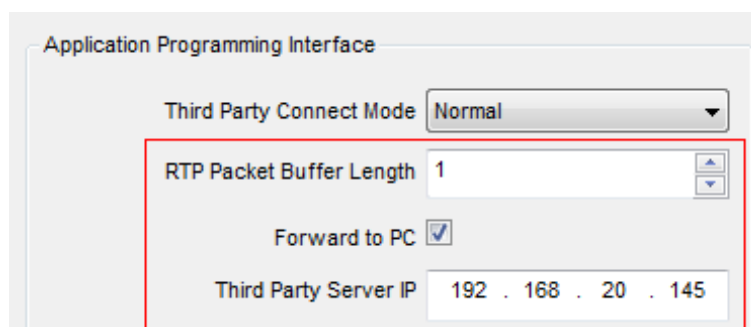 Application Programming Interface
Third Party Connect Mode Normal
RTP Packet Buffer Length 1
Forward to PC
Third Party Server IP 192 . 168 . 20 . 145